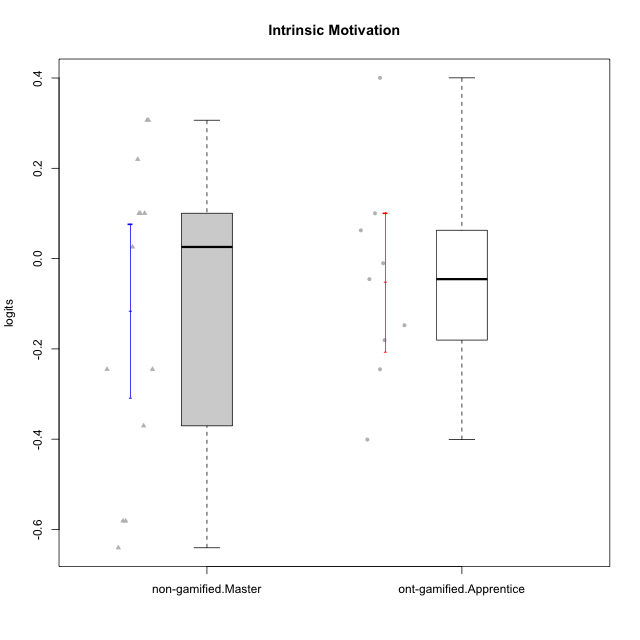 Intrinsic Motivation
logits
0.4
0.2
0.0
-0.2
-0.4
-0.6
non-gamified.Master
ont-gamified.Apprentice